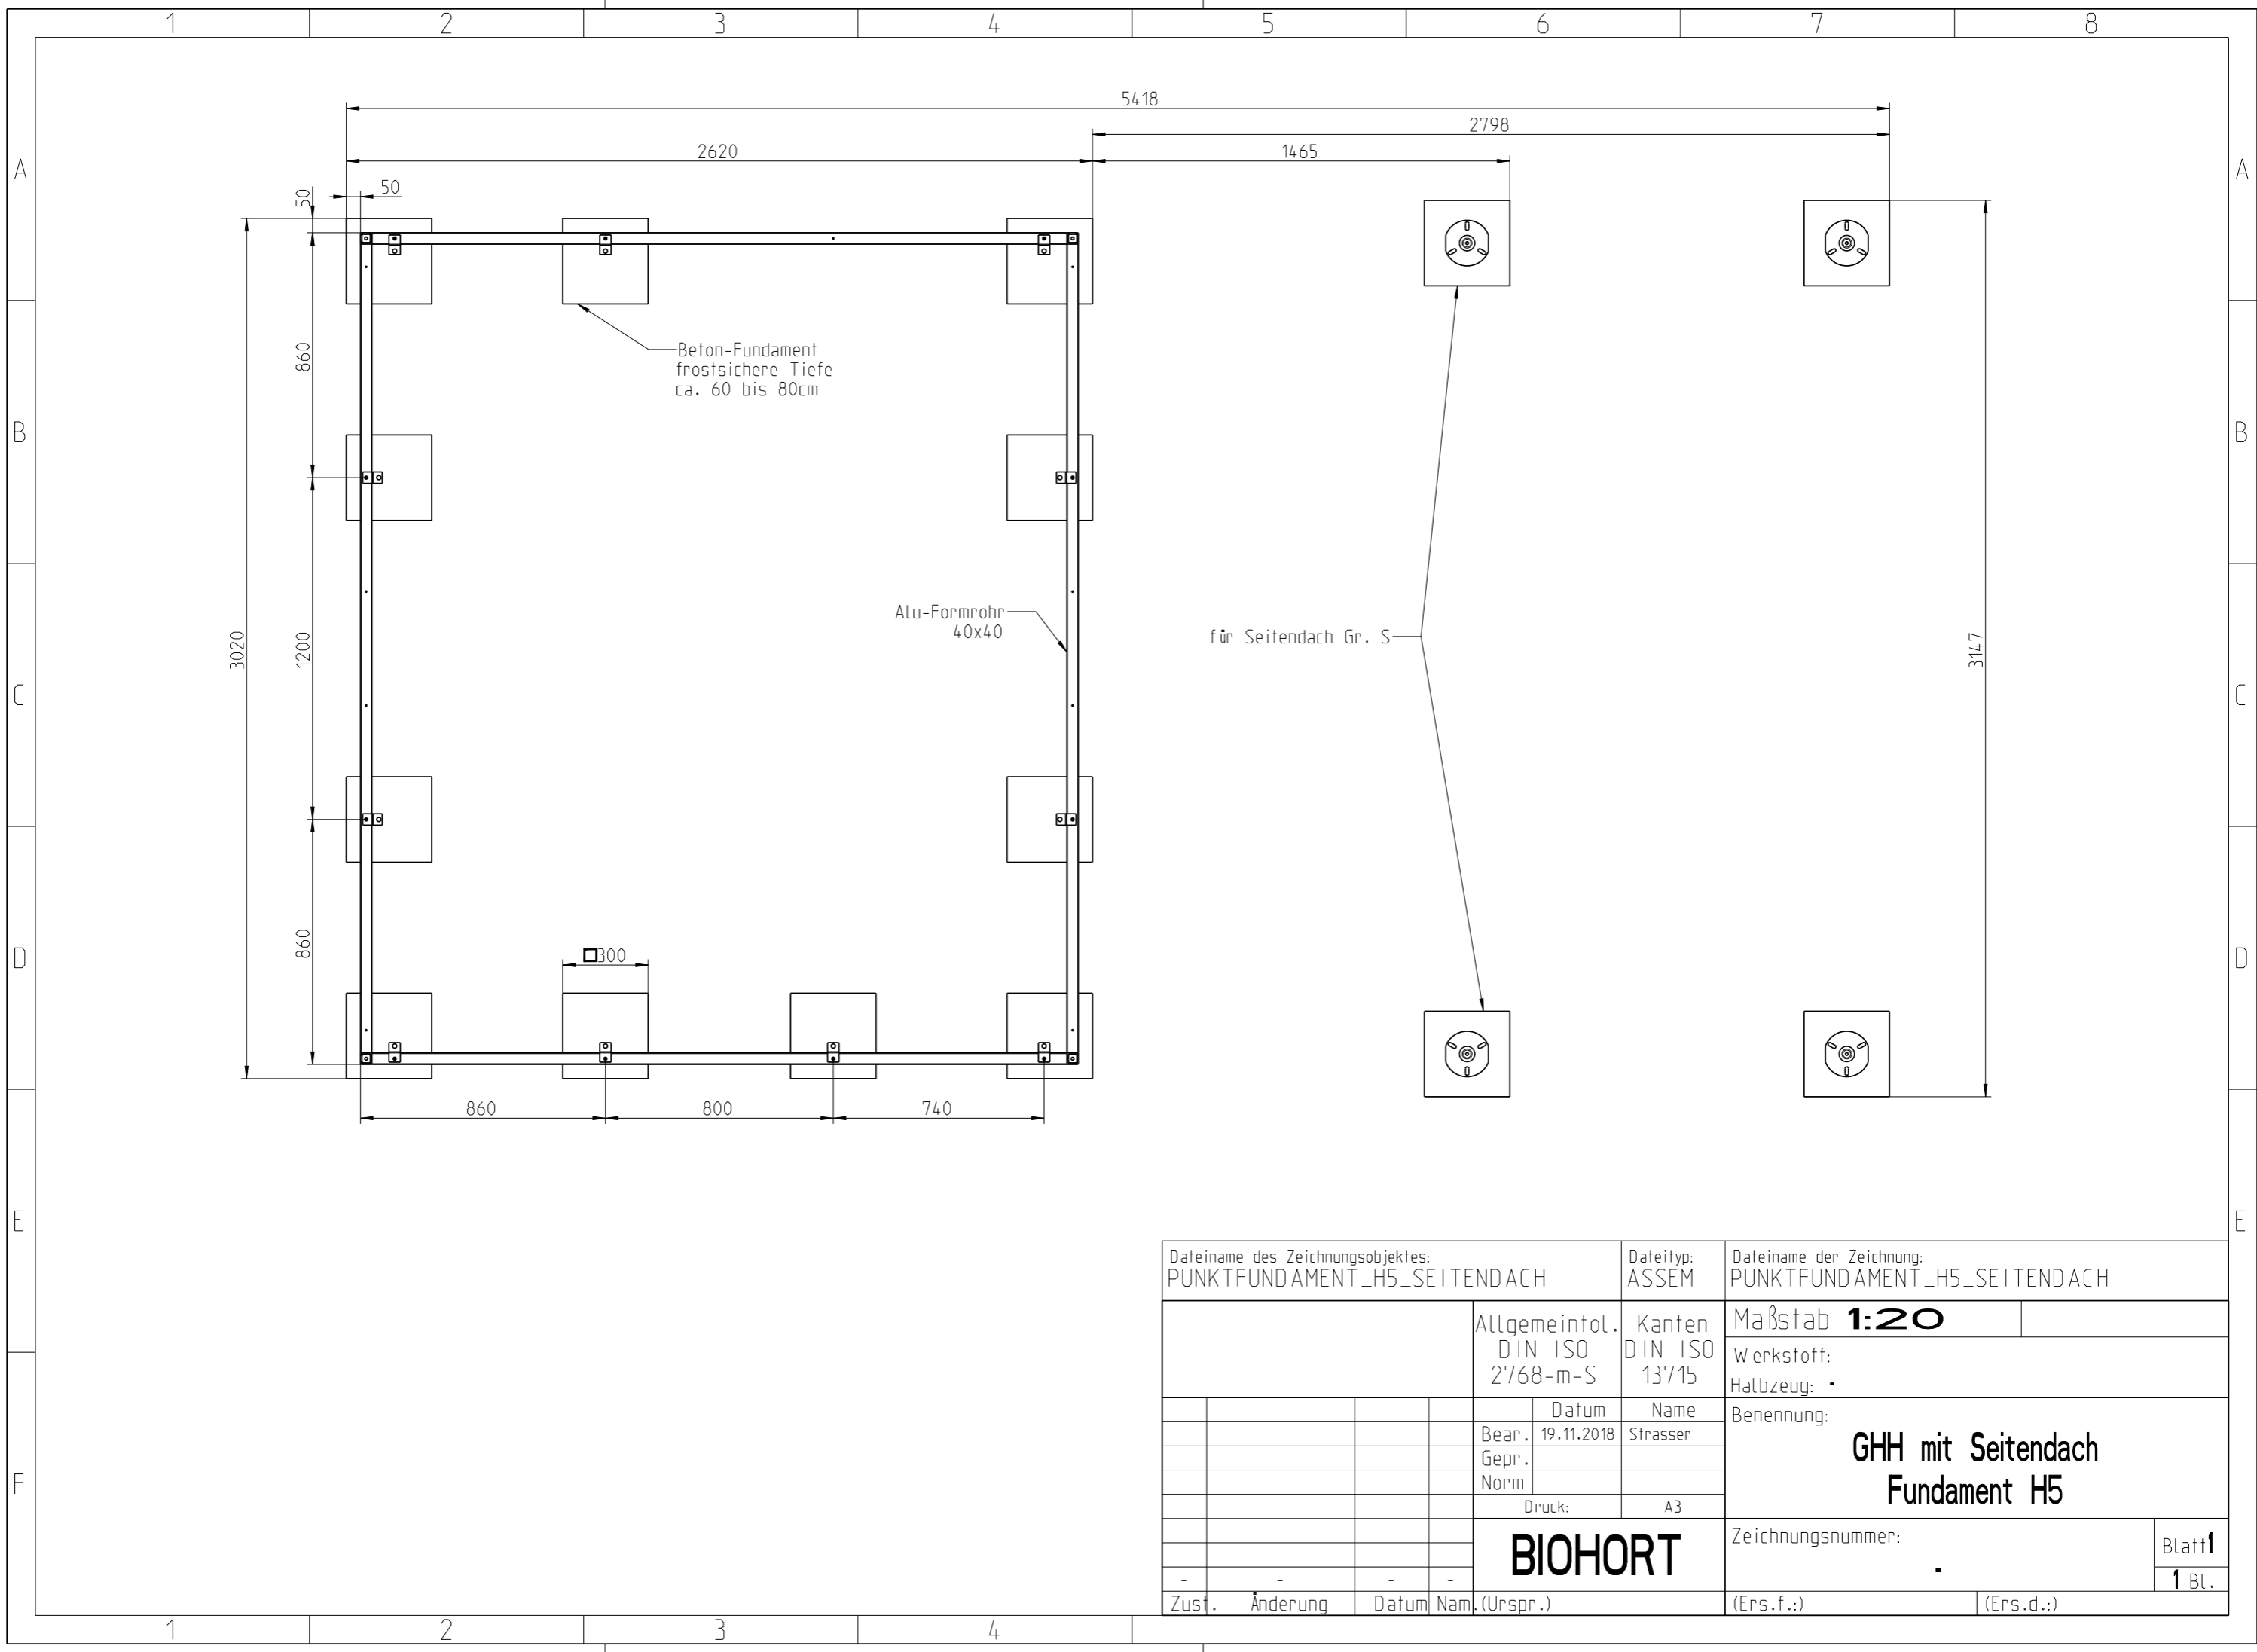 1 2 3 4 5 6 7 8
5418
2798
2620
1465
A
50
50
A
860
Beton-Fundament
frostsichere Tiefe
ca. 60 bis 80cm
B
B
Alu-Formrohr
40x40
3020
1200
für Seitendach Gr. S
3147
C
C
860
□300
D
D
860
800
740
E
E
F
Dateiname des Zeichnungsobjektes:
PUNKTFUNDAMENT_H5_SEITENDACH
Dateityp:
ASSEM
Dateiname der Zeichnung:
PUNKTFUNDAMENT_H5_SEITENDACH
Allgemeintol.
DIN ISO
2768-m-S
Kanten
DIN ISO
13715
Maßstab 1:20
Werkstoff:
Halbzeug: -
Datum Name
Bear. 19.11.2018 Strasser
Gepr.
Norm
Druck: A3
Benennung:
GHH mit Seitendach
Fundament H5
BIOHORT
Zeichnungsnummer:
-
Blatt1
1 Bl.
- - - -
Zust. Änderung Datum Nam. (Urspr.)
(Ers.f.:) (Ers.d.:)
1 2 3 4